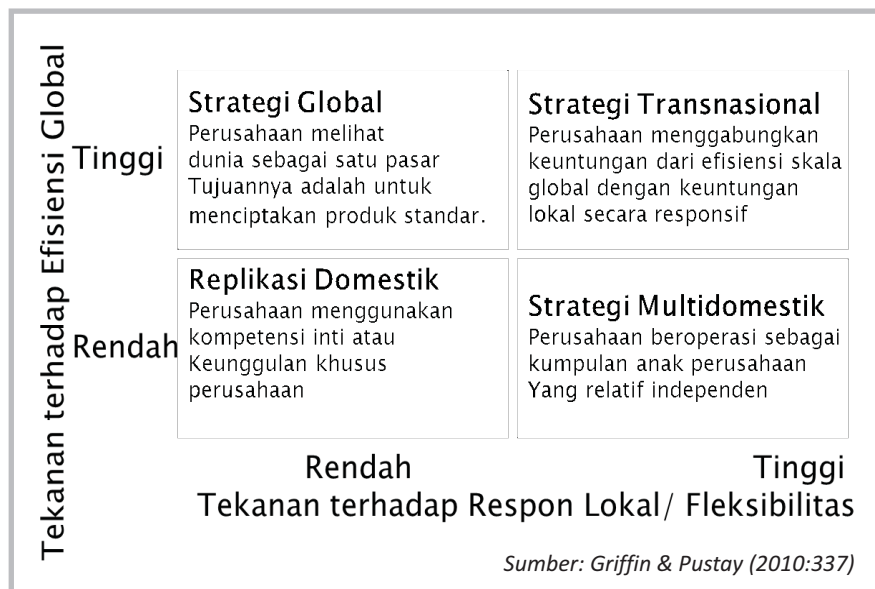 Tekanan terhadap Efisiensi Global
Tinggi
Strategi Global
Perusahaan melihat
dunia sebagai satu pasar
Tujuannya adalah untuk
menciptakan produk standar.
Strategi Transnasional
Perusahaan menggabungkan
keuntungan dari efisiensi skala
global dengan keuntungan
lokal secara responsif
Rendah
Replikasi Domestik
Perusahaan menggunakan
kompetensi inti atau
Keunggulan khusus
perusahaan
Strategi Multidomestik
Perusahaan beroperasi sebagai
kumpulan anak perusahaan
Yang relatif independen
Rendah
Tinggi
Tekanan terhadap Respon Lokal/ Fleksibilitas
Sumber: Griffin & Pustay (2010:337)